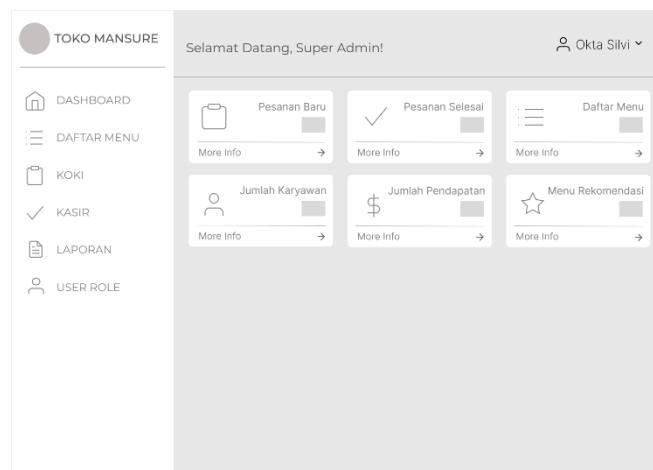 TOKO MANSURE
Selamat Datang, Super Admin!
Okta Silvi
DASHBOARD
DAFTAR MENU
KOKI
KASIR
LAPORAN
USER ROLE
Pesanan Baru
More Info
Pesanan Selesai
More Info
Daftar Menu
More Info
Jumlah Karyawan
More Info
Jumlah Pendapatan
More Info
Menu Rekomendasi
More Info